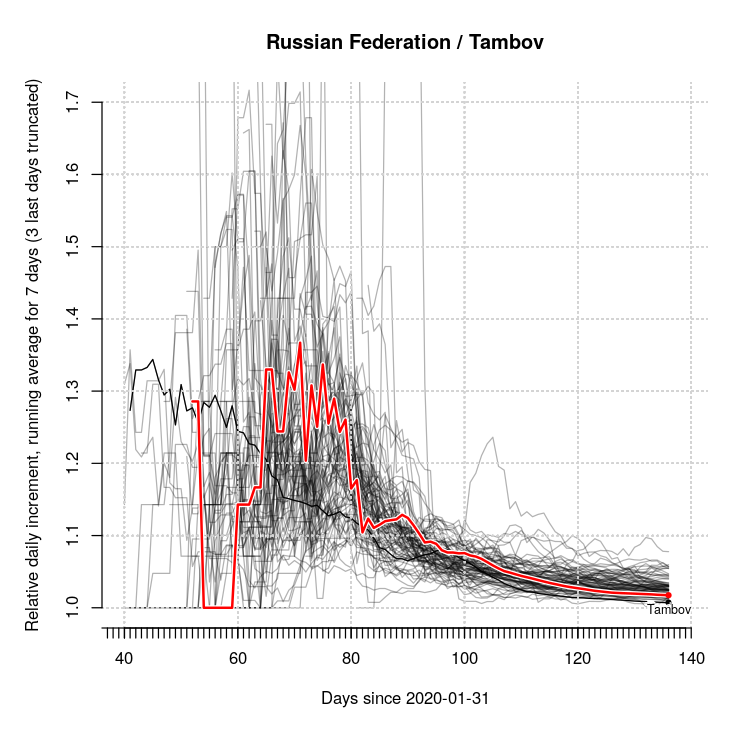 Russian Federation / Tambov
Relative daily increment, running average for 7 days (3 last days truncated)
1.7
1.6
1.5
1.4
1.3
1.2
1.1
1.0
Tambov
40 60 80 100 120 140
Days since 2020-01-31